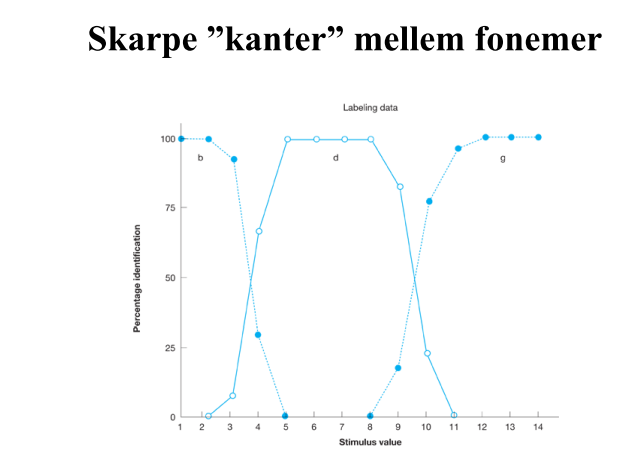 Skarpe ”kanter” mellem fonemer
Labeling data
100
75
50
25
0
b
d
g
Percentage identification
1 2 3 4 5 6 7 8 9 10 11 12 13 14
Stimulus value